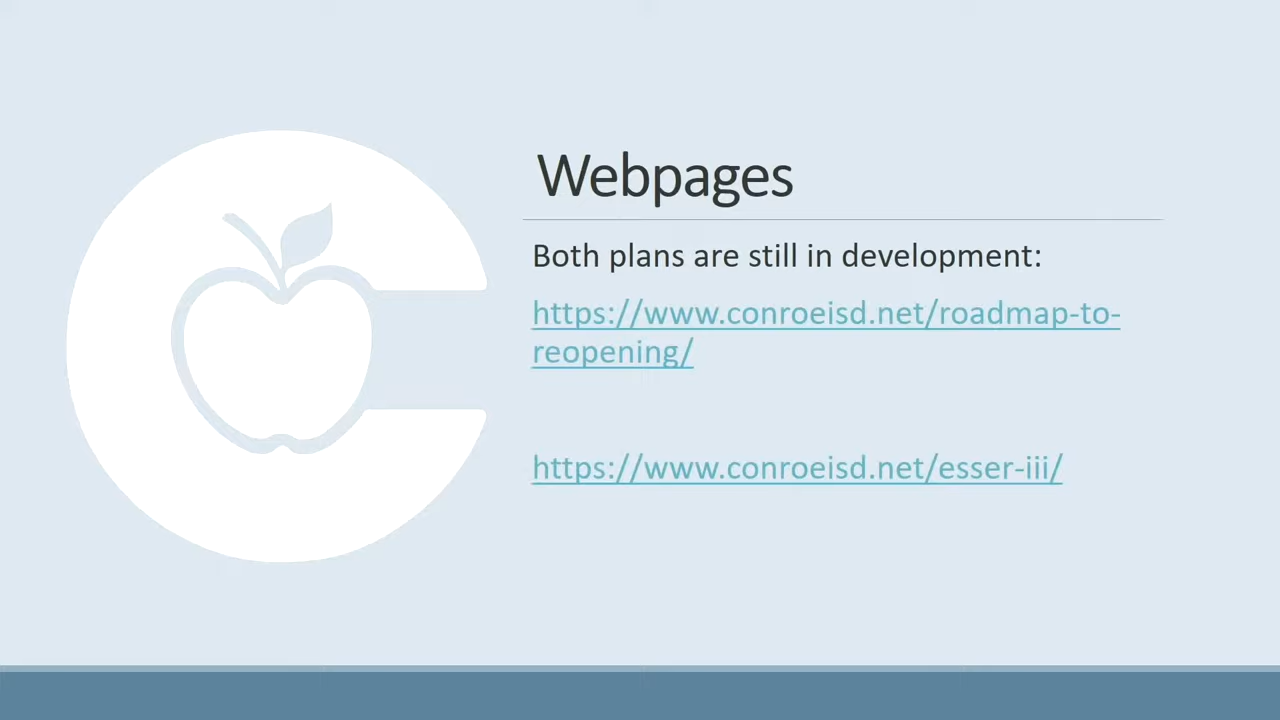 Webpages
Both plans are still in development:
https://www.conroeisd.net/roadmap-to-
reopening/
https://www.conroeisd.net/esser-iii/